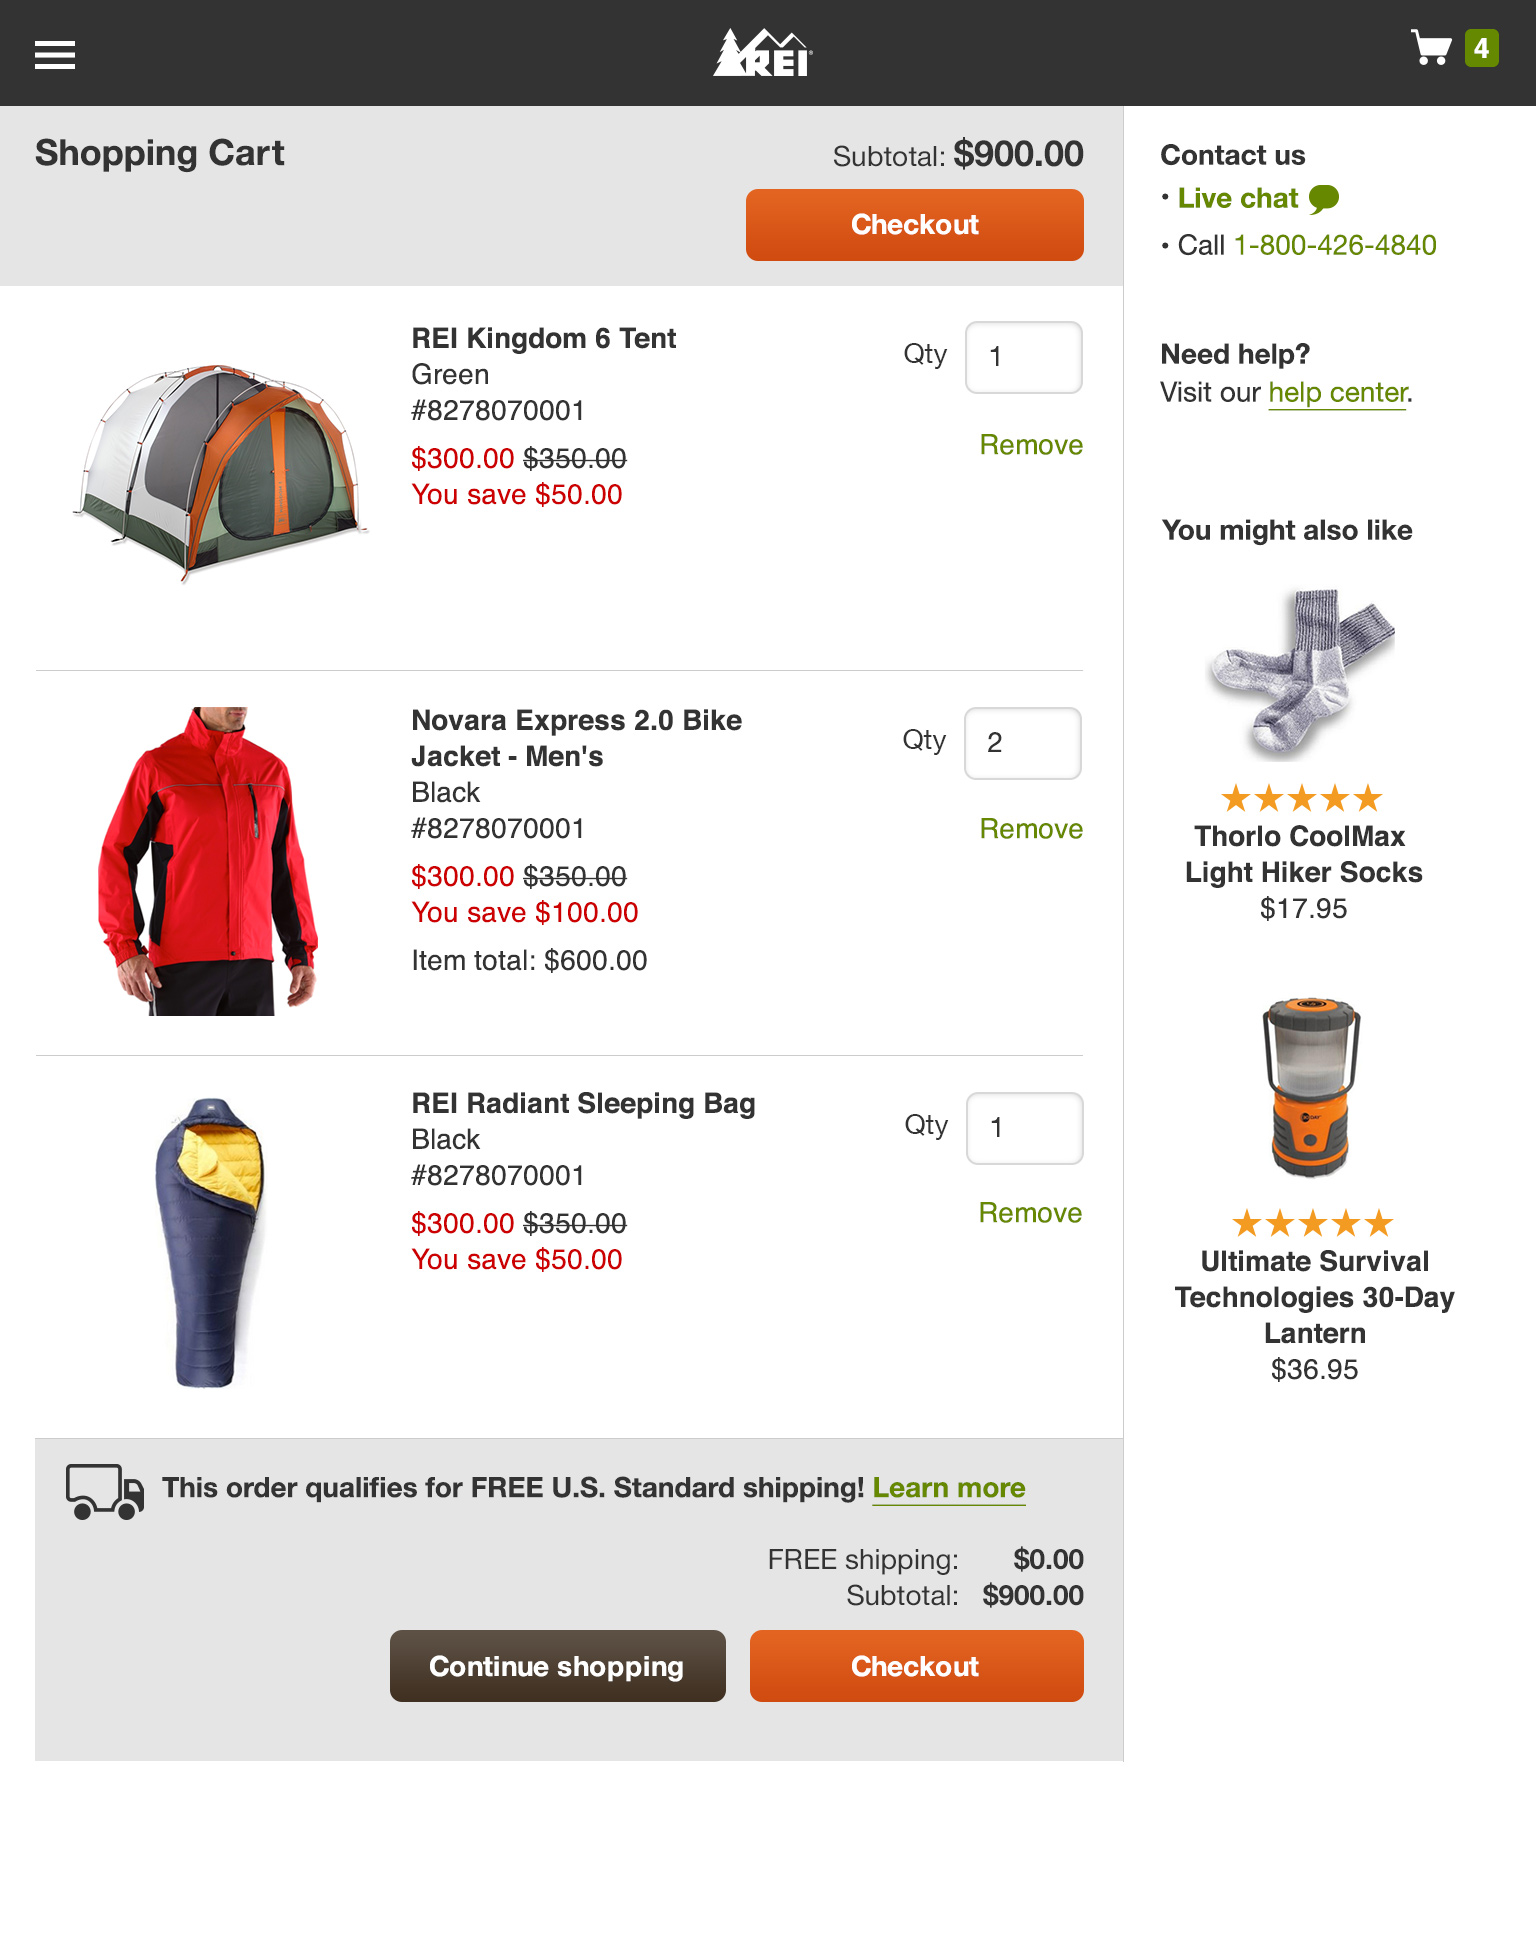 REI
4
Shopping Cart
Subtotal: $900.00
Checkout
REI Kingdom 6 Tent
Green
#8278070001
$300.00 $350.00
You save $50.00
Qty 1
Remove
Novara Express 2.0 Bike
Jacket - Men's
Black
#8278070001
$300.00 $350.00
You save $100.00
Item total: $600.00
Qty 2
Remove
REI Radiant Sleeping Bag
Black
#8278070001
$300.00 $350.00
You save $50.00
Qty 1
Remove
This order qualifies for FREE U.S. Standard shipping! Learn more
FREE shipping: $0.00
Subtotal: $900.00
Continue shopping
Checkout
Contact us
• Live chat
• Call 1-800-426-4840
Need help?
Visit our help center.
You might also like
Thorlo CoolMax
Light Hiker Socks
$17.95
Ultimate Survival
Technologies 30-Day
Lantern
$36.95